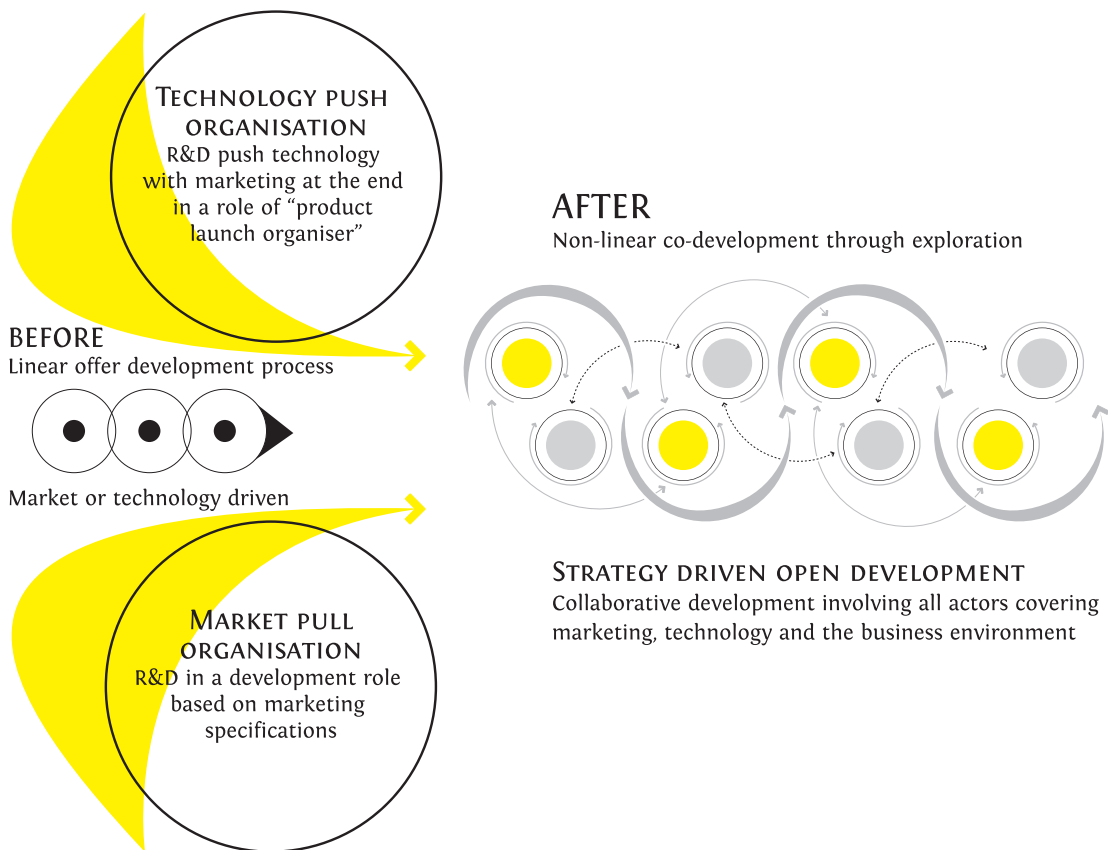 TECHNOLOGY PUSH
ORGANISATION
R&D push technology
with marketing at the end
in a role of “product
launch organiser”
BEFORE
Linear offer development process
Market or technology driven
MARKET PULL
ORGANISATION
R&D in a development role
based on marketing
specifications
AFTER
Non-linear co-development through exploration
STRATEGY DRIVEN OPEN DEVELOPMENT
Collaborative development involving all actors covering
marketing, technology and the business environment